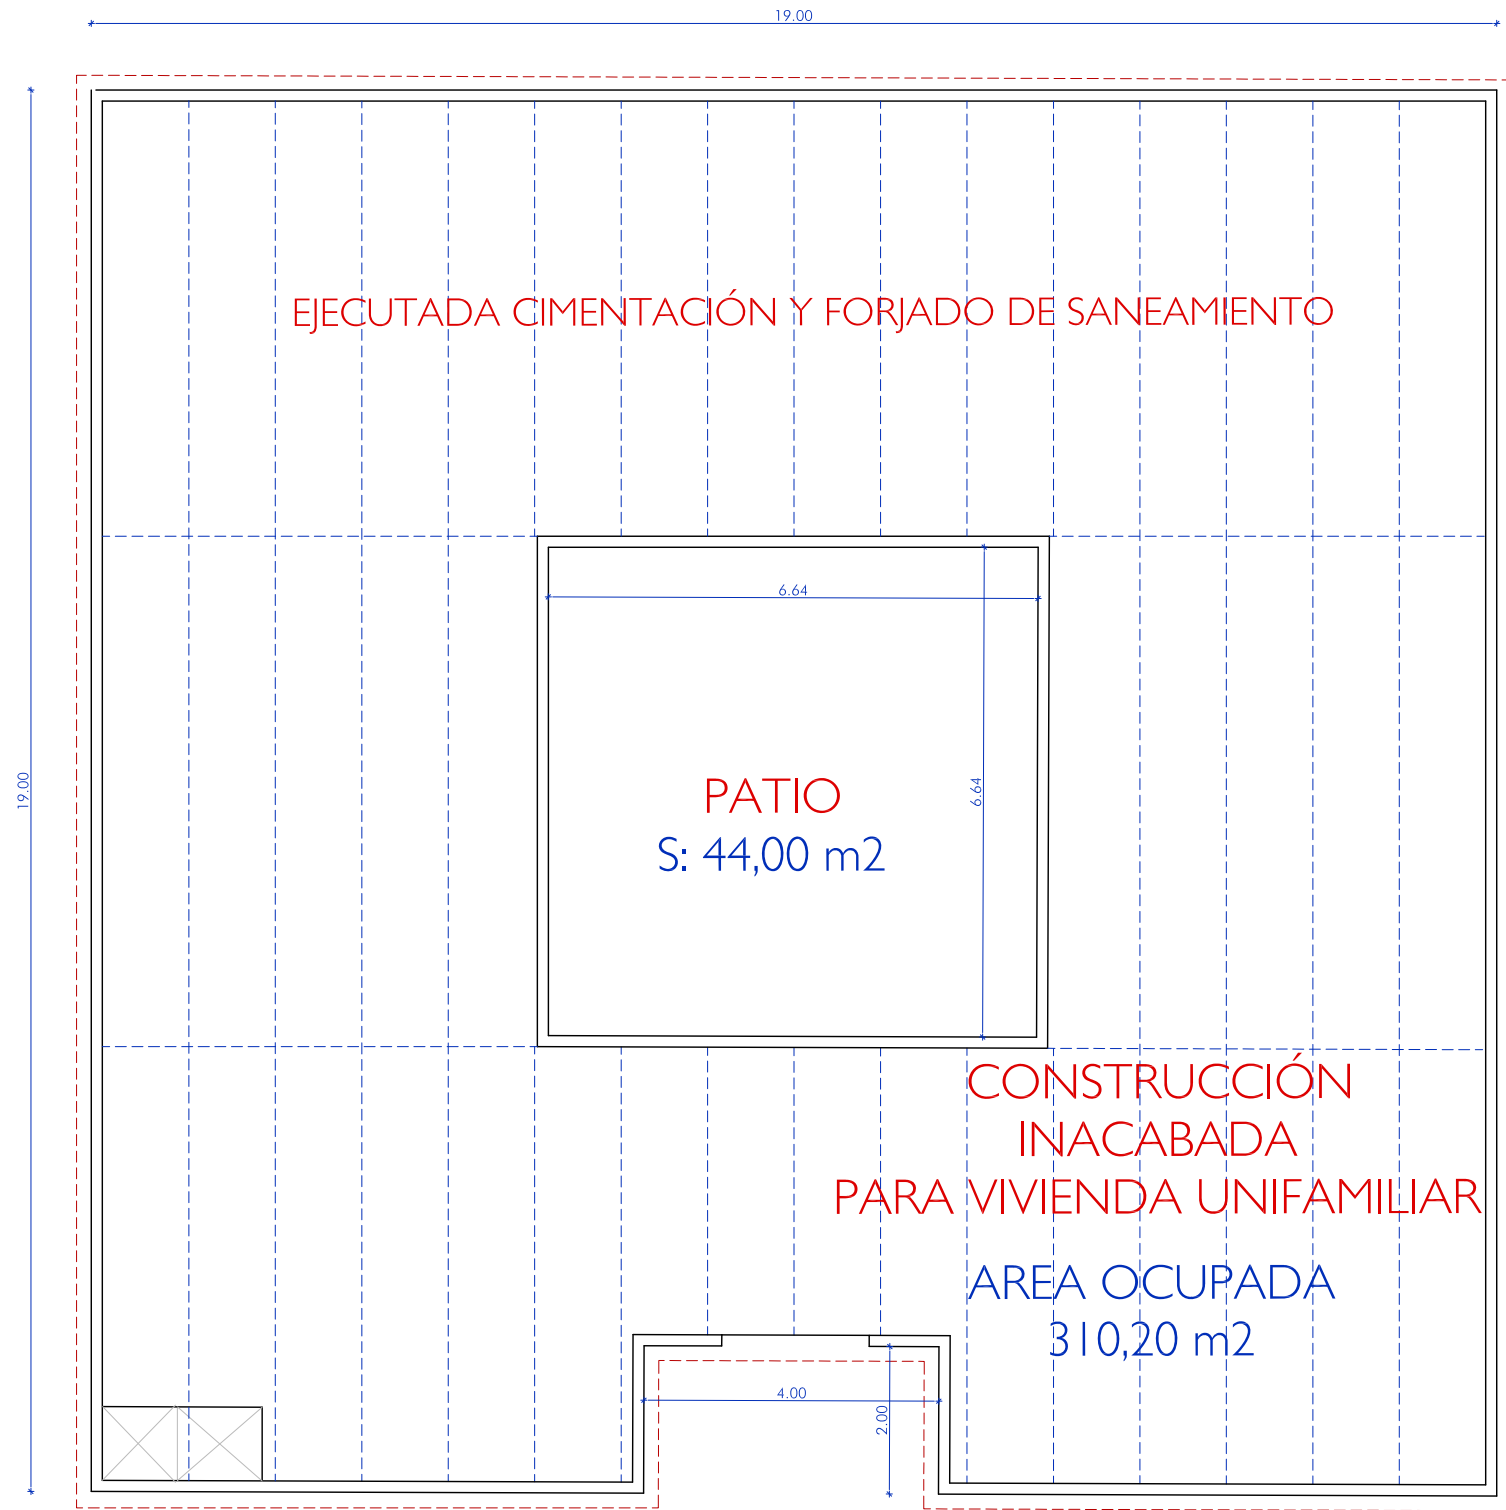 19.00
EJECUTADA CIMENTACIÓN Y FORJADO DE SANEAMIENTO
6.64
6.64
19.00
PATIO
S: 44,00 m2
CONSTRUCCIÓN
INACABADA
PARA VIVIENDA UNIFAMILIAR
AREA OCUPADA
310,20 m2
4.00
2.00